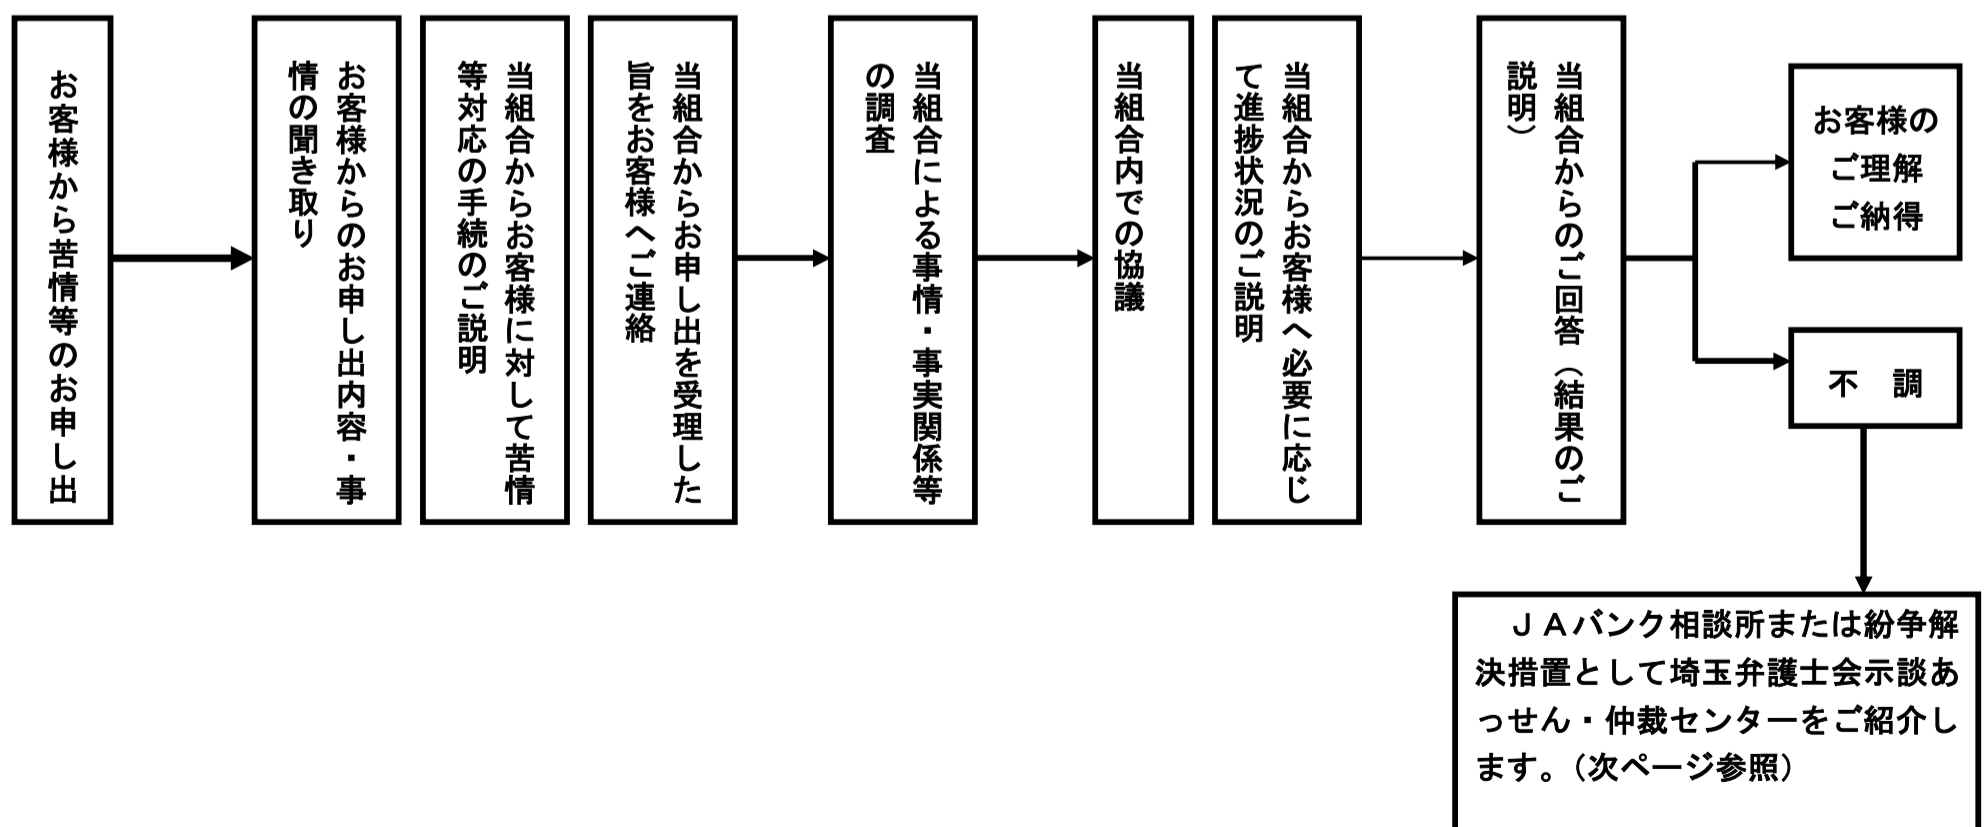 お客様から苦情等のお申し出
お客様からのお申し出内容・事
情の聞き取り
当組合からお客様に対して苦情
等対応の手続のご説明
当組合からお申し出を受理した
旨をお客様へご連絡
当組合による事情・事実関係等
の調査
当組合内での協議
当組合からお客様へ必要に応じ
て進捗状況のご説明
当組合からのご回答（結果のご
説明）
お客様の
ご理解
ご納得
不　調
ＪＡバンク相談所または紛争解
決措置として埼玉弁護士会示談あ
っせん・仲裁センターをご紹介し
ます。（次ページ参照）